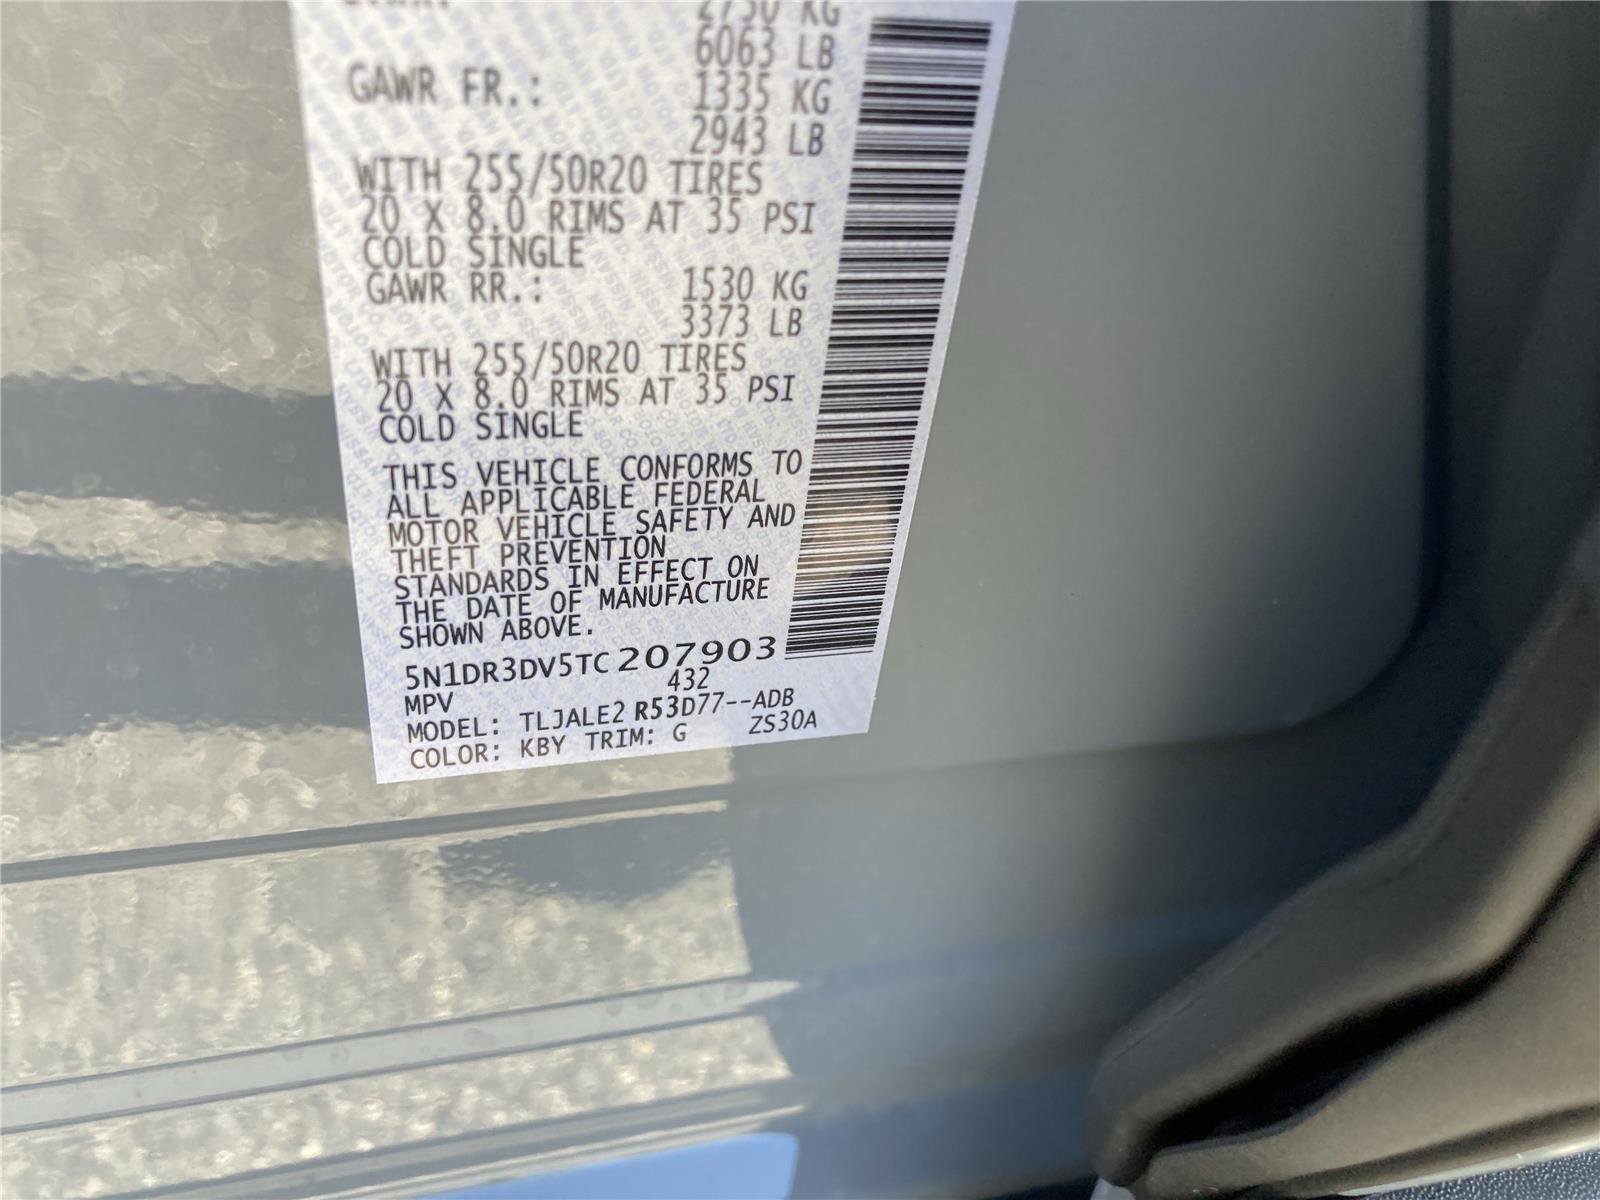 2750 KG
6063 LB
GAWR FR.: 1335 KG
2943 LB
WITH 255/50R20 TIRES
20 X 8.0 RIMS AT 35 PSI
COLD SINGLE
GAWR RR.: 1530 KG
3373 LB
WITH 255/50R20 TIRES
20 X 8.0 RIMS AT 35 PSI
COLD SINGLE
THIS VEHICLE CONFORMS TO
ALL APPLICABLE FEDERAL
MOTOR VEHICLE SAFETY AND
THEFT PREVENTION
STANDARDS IN EFFECT ON
THE DATE OF MANUFACTURE
SHOWN ABOVE.
5N1DR3DV5TC207903
MPV 432
MODEL: TLJALE2 R53D77--ADB
COLOR: KBY TRIM: G ZS30A